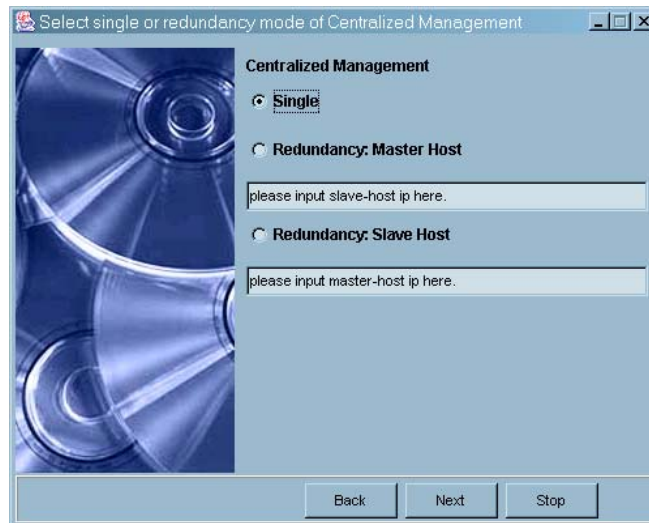 Select single or redundancy mode of Centralized Management
Centralized Management
Single
Redundancy: Master Host
please input slave-host ip here.
Redundancy: Slave Host
please input master-host ip here.
Back Next Stop